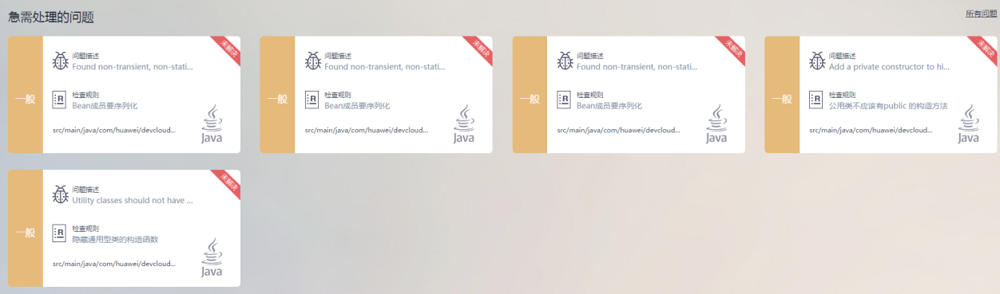 急需处理的问题
所有问题
一般
未解决
问题描述
Found non-transient, non-stati...
检查规则
Bean成员要序列化
src/main/java/com/huawei/devcloud...
Java
一般
未解决
问题描述
Found non-transient, non-stati...
检查规则
Bean成员要序列化
src/main/java/com/huawei/devcloud...
Java
一般
未解决
问题描述
Found non-transient, non-stati...
检查规则
Bean成员要序列化
src/main/java/com/huawei/devcloud...
Java
一般
未解决
问题描述
Add a private constructor to hi...
检查规则
公用类不应该有public 的构造方法
src/main/java/com/huawei/devcloud...
Java
一般
未解决
问题描述
Utility classes should not have ...
检查规则
隐藏通用型类的构造函数
src/main/java/com/huawei/devcloud...
Java